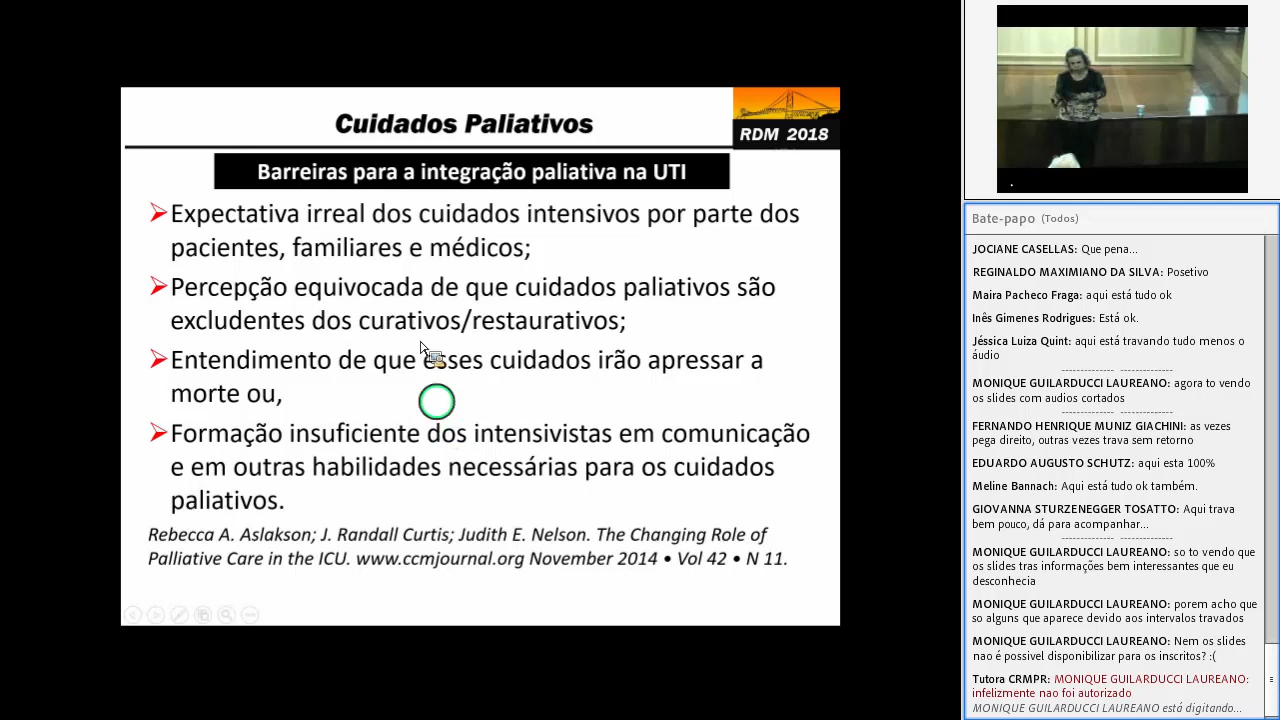 Cuidados Paliativos
RDM 2018
Barreiras para a integração paliativa na UTI
Expectativa irreal dos cuidados intensivos por parte dos
pacientes, familiares e médicos;
Percepção equivocada de que cuidados paliativos são
excludentes dos curativos/restaurativos;
Entendimento de que esses cuidados irão apressar a
morte ou,
Formação insuficiente dos intensivistas em comunicação
e em outras habilidades necessárias para os cuidados
paliativos.
Rebecca A. Aslakson; J. Randall Curtis; Judith E. Nelson. The Changing Role of
Palliative Care in the ICU. www.ccmjournal.org November 2014 • Vol 42 • N 11.
Bate-papo (Todos)
JOCIANE CASELLAS: Que pena...
REGINALDO MAXIMIANO DA SILVA: Posetivo
Maira Pacheco Fraga: aqui está tudo ok
Inês Gimenes Rodrigues: Está ok.
Jéssica Luiza Quint: aqui está travando tudo menos o
áudio
-------------- --------------
MONIQUE GUILARDUCCI LAUREANO: agora to vendo
os slides com audios cortados
-------------- --------------
FERNANDO HENRIQUE MUNIZ GIACHINI: as vezes
pega direito, outras vezes trava sem retorno
EDUARDO AUGUSTO SCHUTZ: aqui esta 100%
Meline Bannach: Aqui está tudo ok também.
GIOVANNA STURZENEGGER TOSATTO: Aqui trava
bem pouco, dá para acompanhar...
-------------- --------------
MONIQUE GUILARDUCCI LAUREANO: so to vendo que
os slides tras informações bem interessantes que eu
desconhecia
MONIQUE GUILARDUCCI LAUREANO: porem acho que
so alguns que aparece devido aos intervalos travados
MONIQUE GUILARDUCCI LAUREANO: Nem os slides
nao é possivel disponibilizar para os inscritos? :(
Tutora CRMPR: MONIQUE GUILARDUCCI LAUREANO:
infelizmente nao foi autorizado
MONIQUE GUILARDUCCI LAUREANO está digitando...